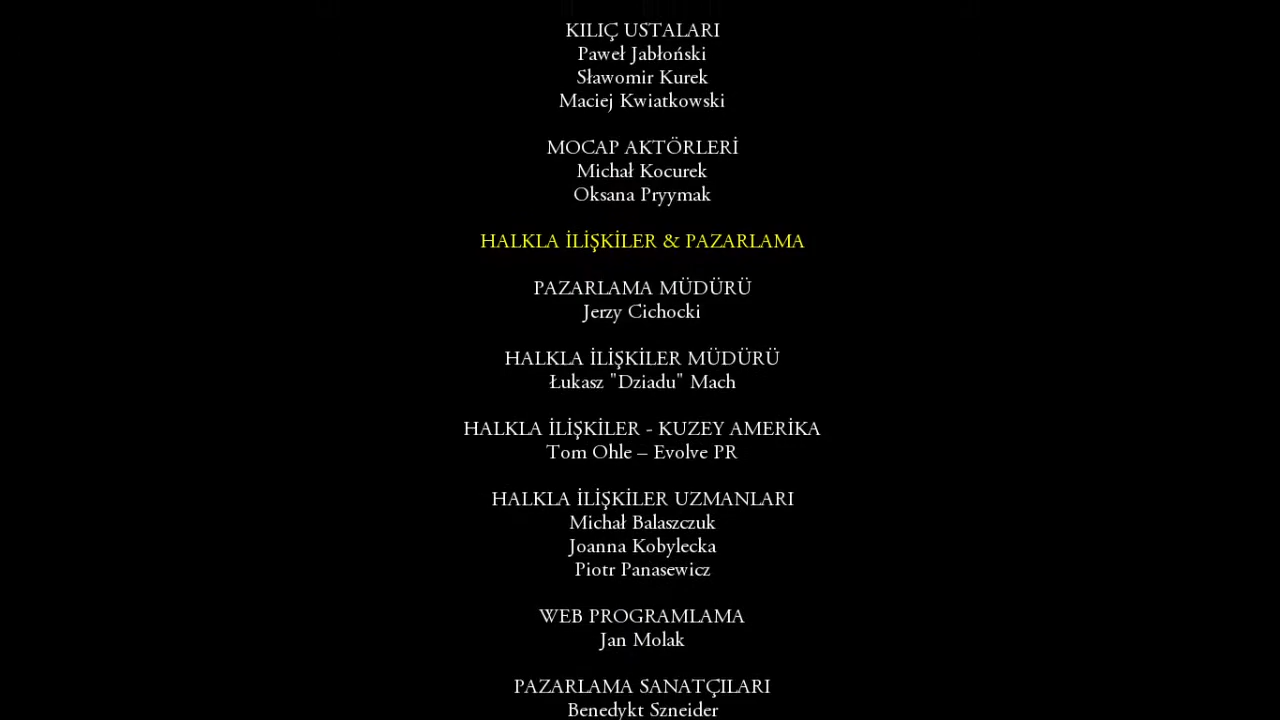 KILIÇ USTALARI
Paweł Jabłoński
Sławomir Kurek
Maciej Kwiatkowski
MOCAP AKTÖRLERİ
Michał Kocurek
Oksana Pryymak
HALKLA İLİŞKİLER & PAZARLAMA
PAZARLAMA MÜDÜRÜ
Jerzy Cichocki
HALKLA İLİŞKİLER MÜDÜRÜ
Łukasz "Dziadu" Mach
HALKLA İLİŞKİLER - KUZEY AMERİKA
Tom Ohle – Evolve PR
HALKLA İLİŞKİLER UZMANLARI
Michał Balaszczuk
Joanna Kobylecka
Piotr Panasewicz
WEB PROGRAMLAMA
Jan Molak
PAZARLAMA SANATÇILARI
Benedykt Szneider